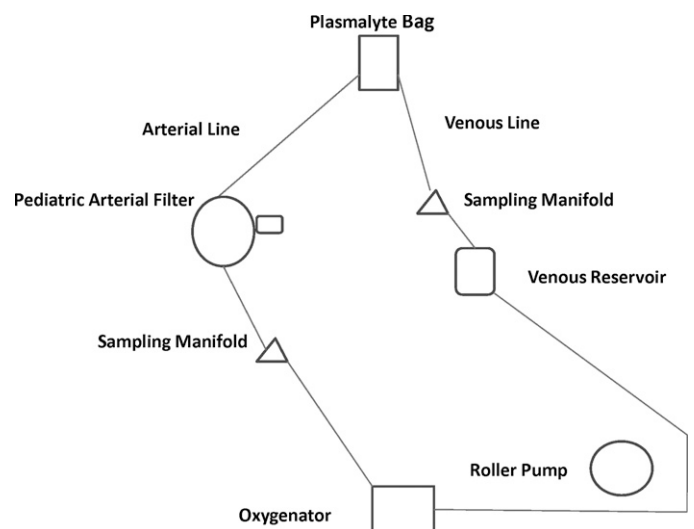 Plasmalyte Bag
Arterial Line
Venous Line
Pediatric Arterial Filter
Sampling Manifold
Venous Reservoir
Sampling Manifold
Roller Pump
Oxygenator